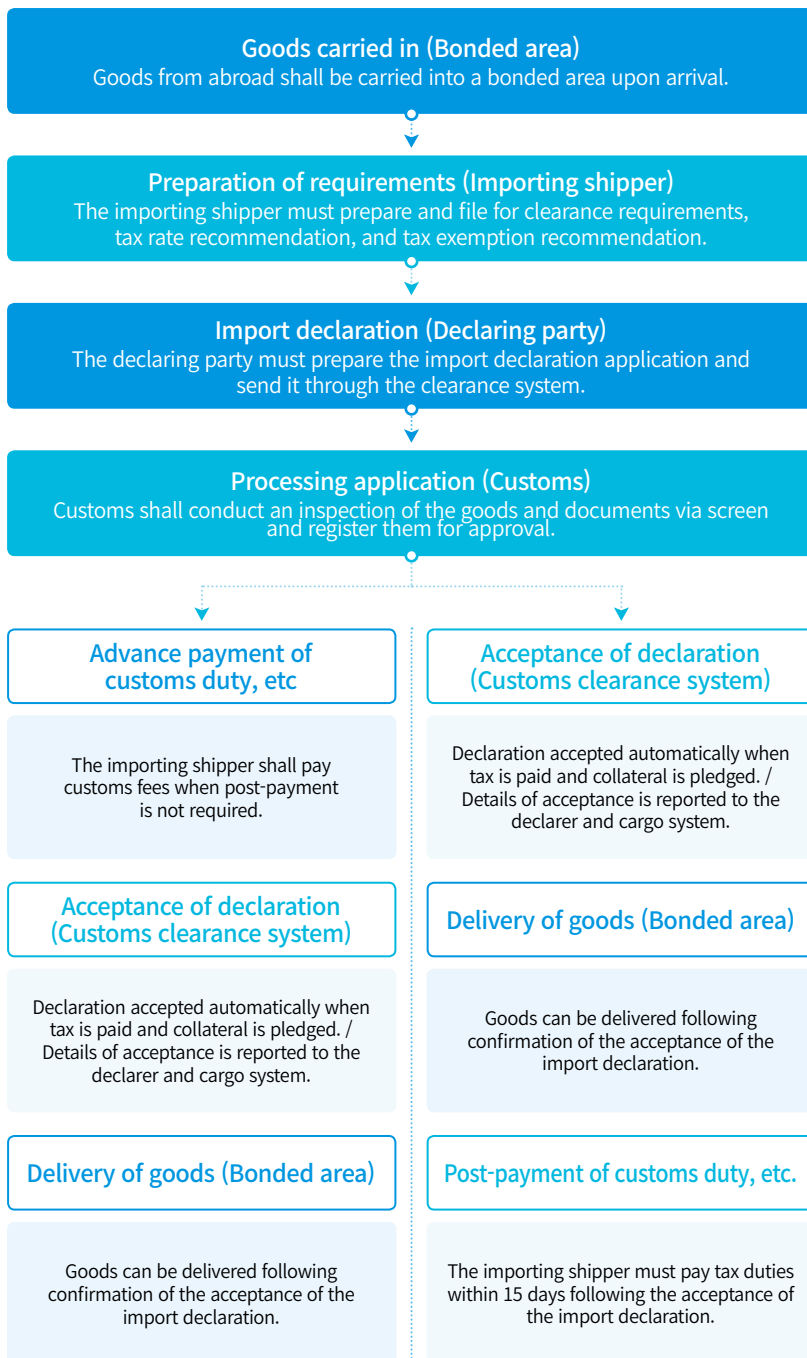 Goods carried in (Bonded area)
Goods from abroad shall be carried into a bonded area upon arrival.
Preparation of requirements (Importing shipper)
The importing shipper must prepare and file for clearance requirements,
tax rate recommendation, and tax exemption recommendation.
Import declaration (Declaring party)
The declaring party must prepare the import declaration application and
send it through the clearance system.
Processing application (Customs)
Customs shall conduct an inspection of the goods and documents via screen
and register them for approval.
Advance payment of
customs duty, etc
The importing shipper shall pay
customs fees when post-payment
is not required.
Acceptance of declaration
(Customs clearance system)
Declaration accepted automatically when
tax is paid and collateral is pledged. /
Details of acceptance is reported to the
declarer and cargo system.
Delivery of goods (Bonded area)
Goods can be delivered following
confirmation of the acceptance of the
import declaration.
Acceptance of declaration
(Customs clearance system)
Declaration accepted automatically when
tax is paid and collateral is pledged. /
Details of acceptance is reported to the
declarer and cargo system.
Delivery of goods (Bonded area)
Goods can be delivered following
confirmation of the acceptance of the
import declaration.
Post-payment of customs duty, etc.
The importing shipper must pay tax duties
within 15 days following the acceptance of
the import declaration.